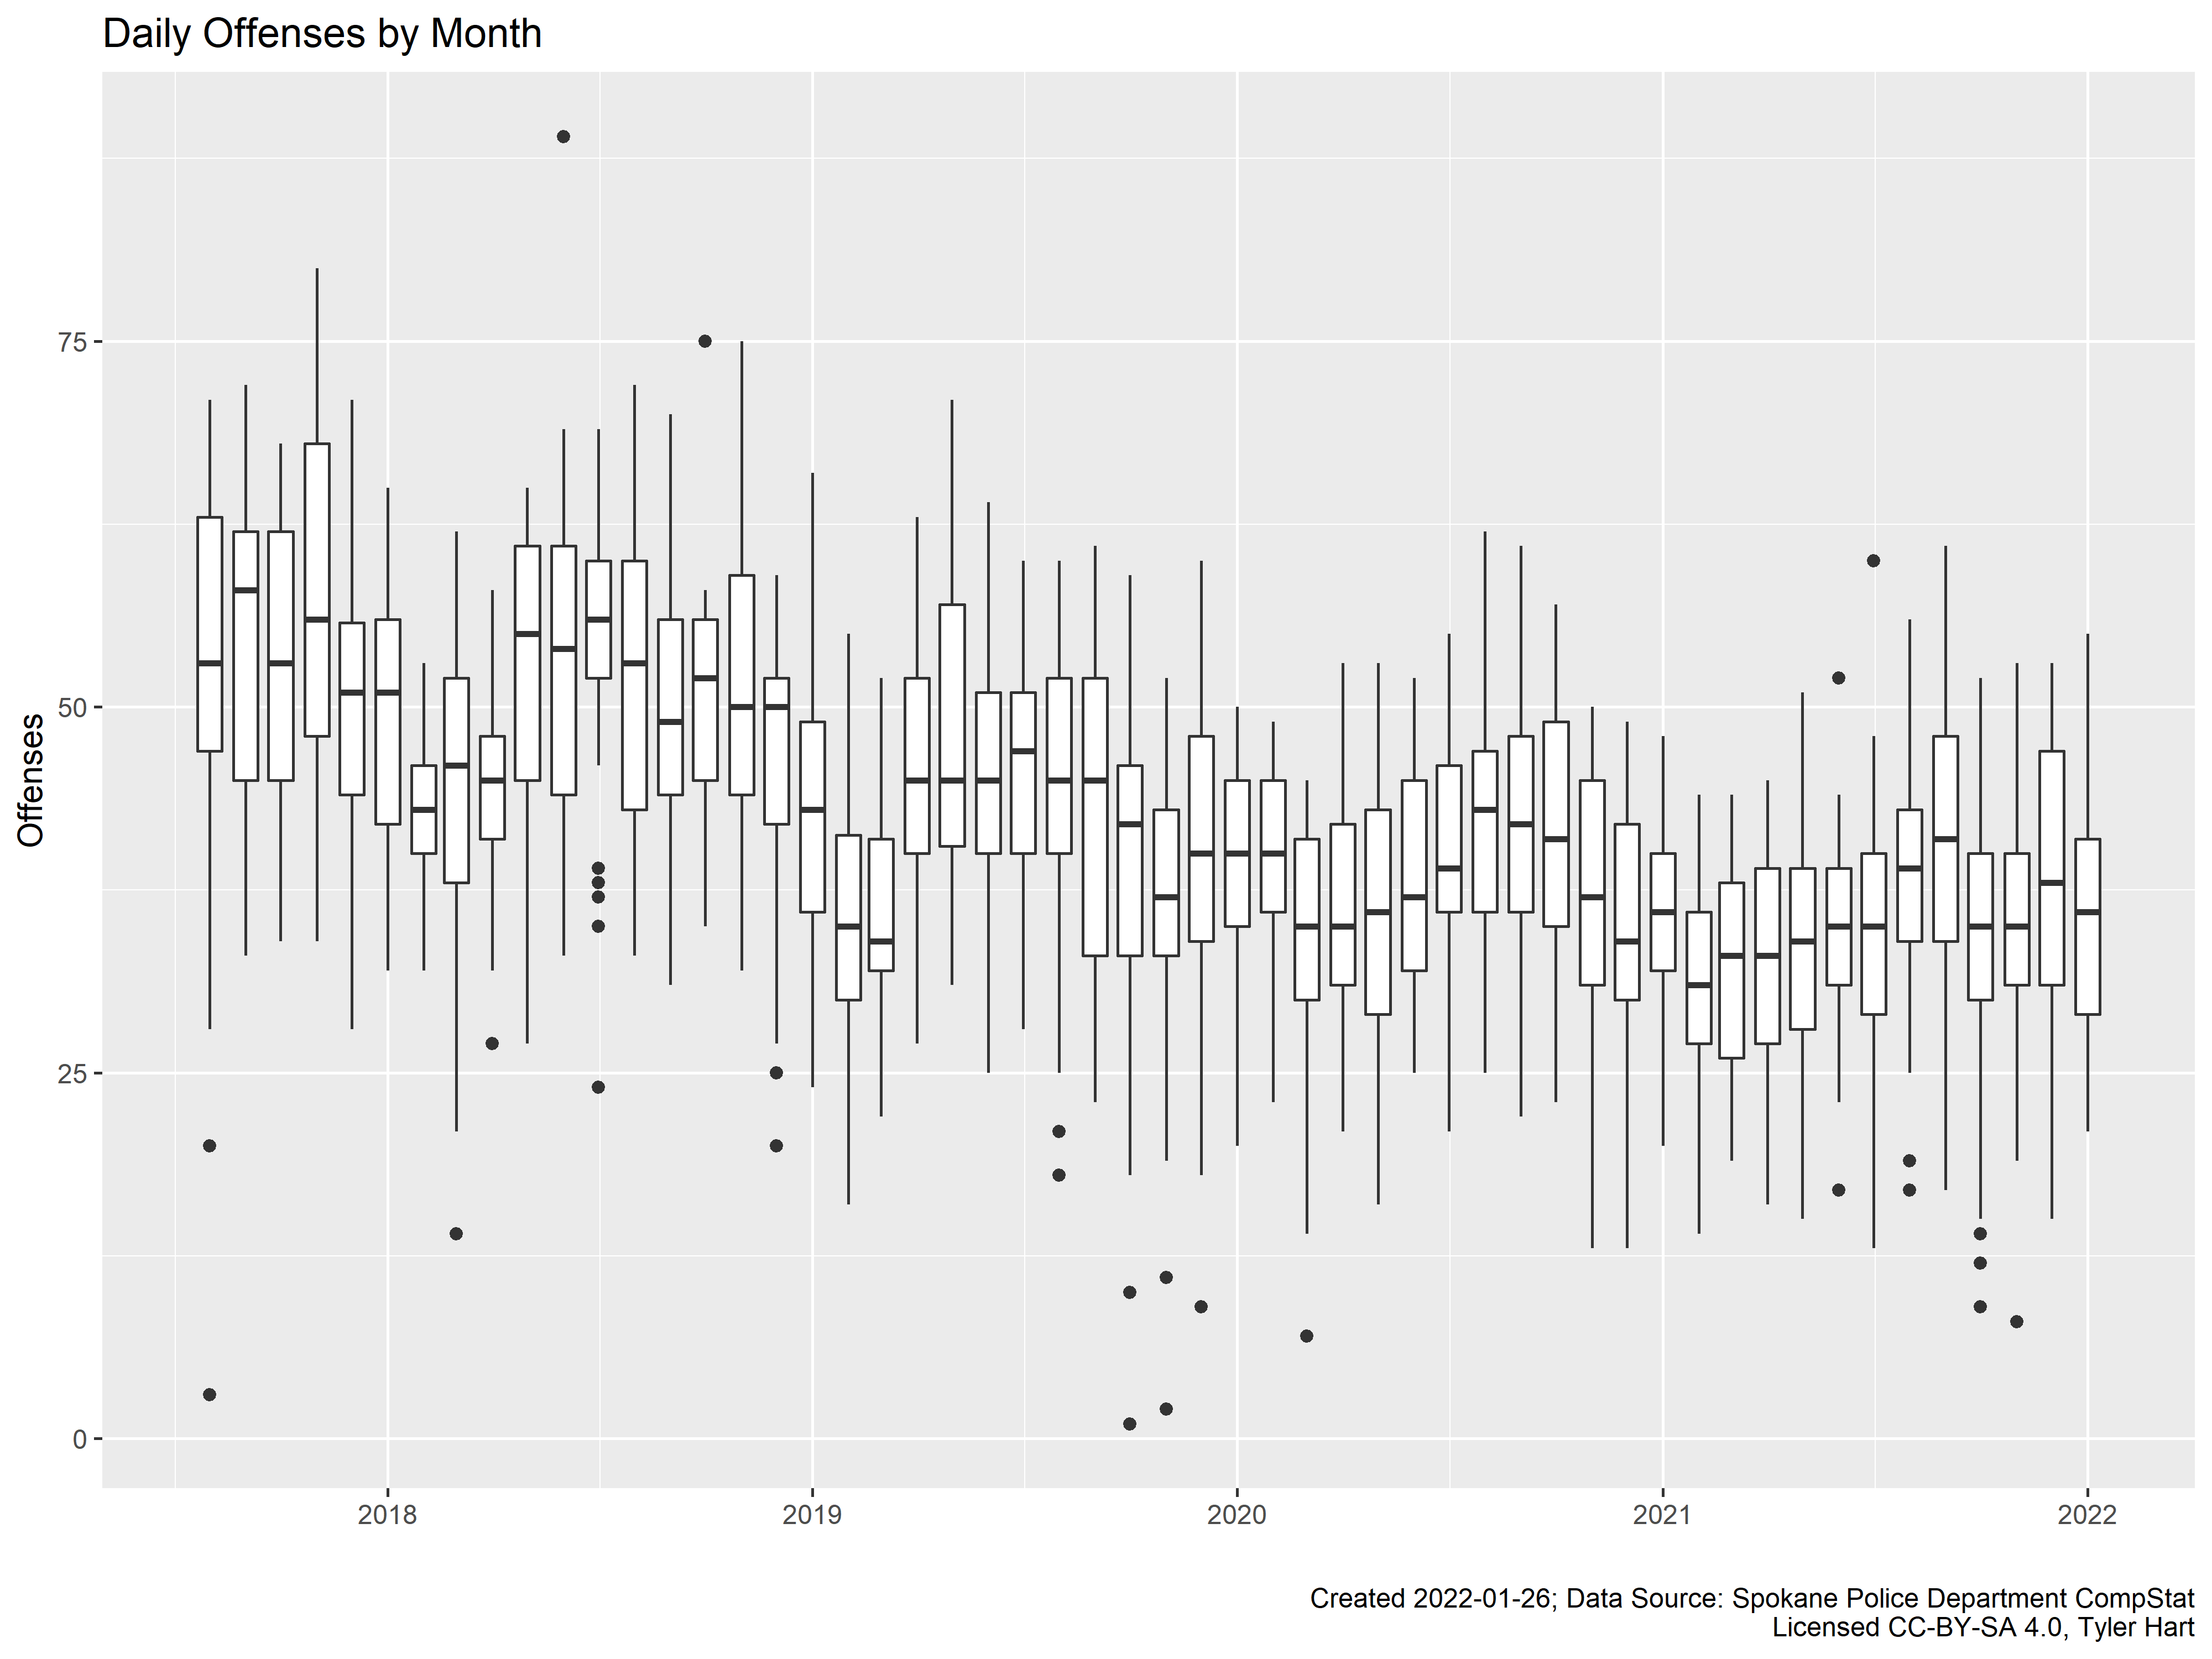 Daily Offenses by Month
Offenses
75
50
25
0
2018
2019
2020
2021
2022
Created 2022-01-26; Data Source: Spokane Police Department CompStat
Licensed CC-BY-SA 4.0, Tyler Hart